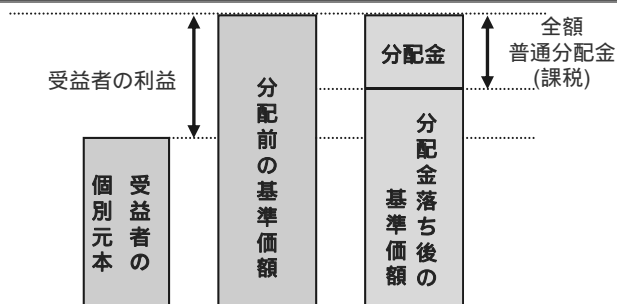 全額
普通分配金
(課税)
受益者の利益
分配金
分配前の基準価額
分配金落ち後の
基準価額
受益者の
個別元本